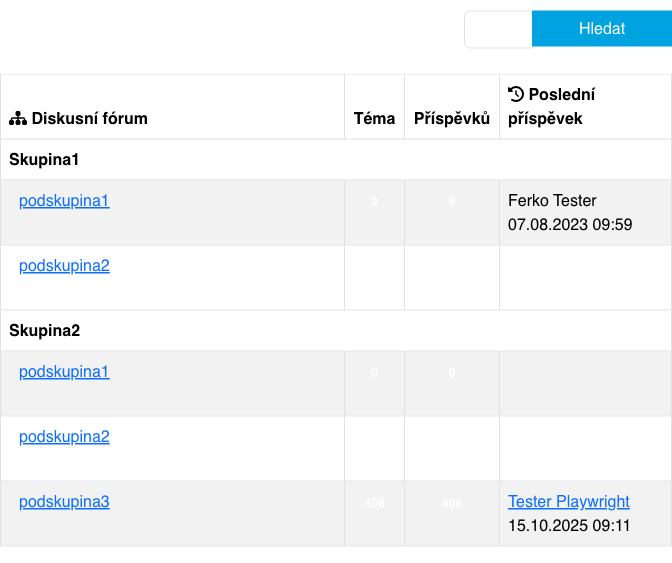 Hledat
Diskusní fórum Téma Příspěvků Poslední příspěvek
Skupina1
podskupina1 2 6 Ferko Tester
07.08.2023 09:59
podskupina2
Skupina2
podskupina1 0 0
podskupina2
podskupina3 406 408 Tester Playwright
15.10.2025 09:11